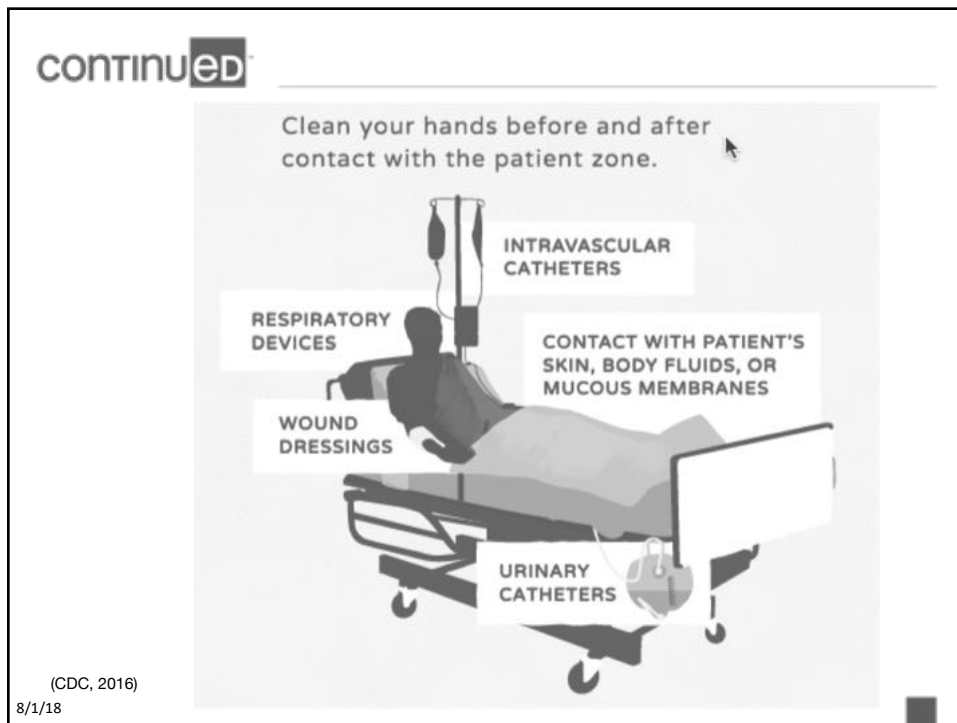 continued™
Clean your hands before and after
contact with the patient zone.
INTRAVASCULAR
CATHETERS
RESPIRATORY
DEVICES
CONTACT WITH PATIENT'S
SKIN, BODY FLUIDS, OR
MUCOUS MEMBRANES
WOUND
DRESSINGS
URINARY
CATHETERS
(CDC, 2016)
8/1/18